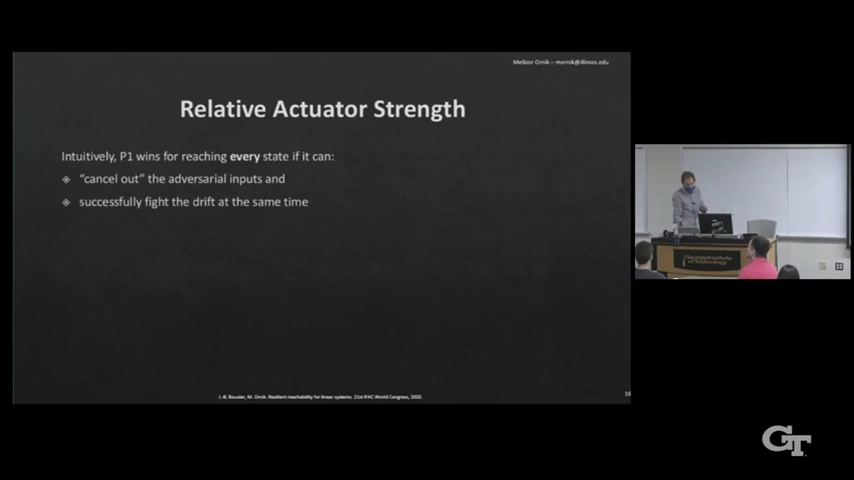 Melkior Ornik – mornik@illinois.edu
Relative Actuator Strength
Intuitively, P1 wins for reaching every state if it can:
"cancel out" the adversarial inputs and
successfully fight the drift at the same time
J.-B. Bouvier, M. Ornik. Resilient reachability for linear systems. 21st IFAC World Congress, 2020.
Georgia Institute
of Technology
GT